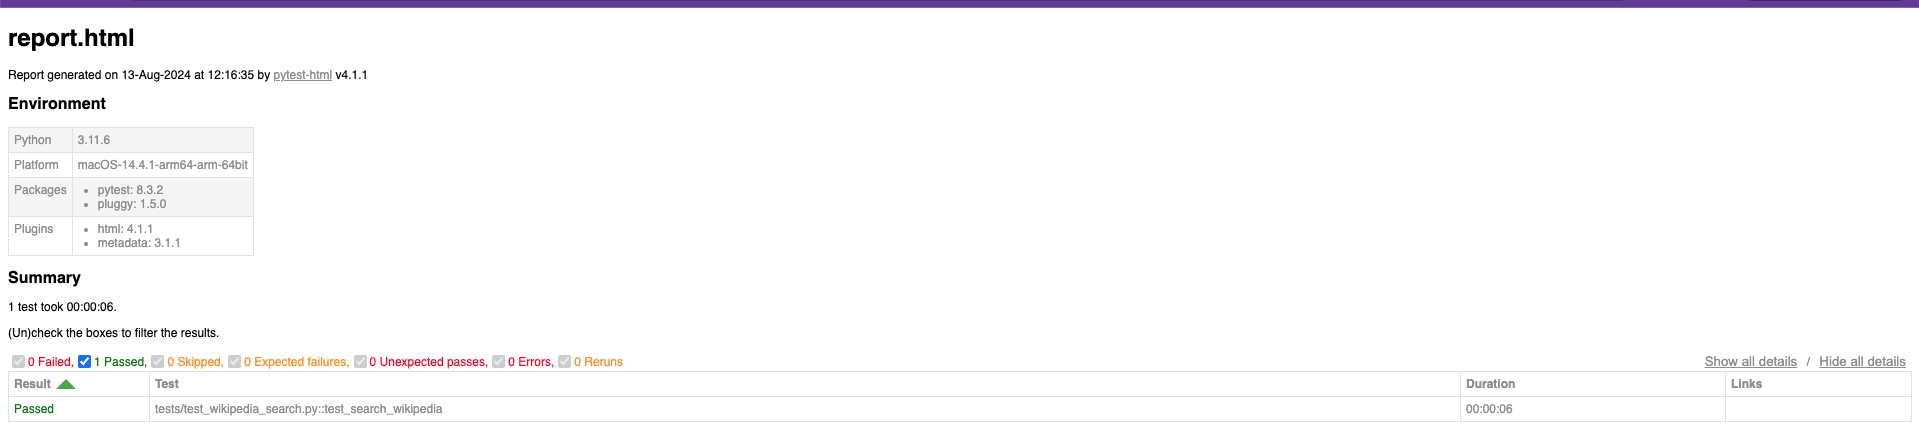 report.html
Report generated on 13-Aug-2024 at 12:16:35 by pytest-html v4.1.1
Environment
Python 3.11.6
Platform macOS-14.4.1-arm64-arm-64bit
Packages
pytest: 8.3.2
pluggy: 1.5.0
Plugins
html: 4.1.1
metadata: 3.1.1
Summary
1 test took 00:00:06.
(Un)check the boxes to filter the results.
0 Failed, 1 Passed, 0 Skipped, 0 Expected failures, 0 Unexpected passes, 0 Errors, 0 Reruns Show all details / Hide all details
Result Test Duration Links
Passed tests/test_wikipedia_search.py::test_search_wikipedia 00:00:06